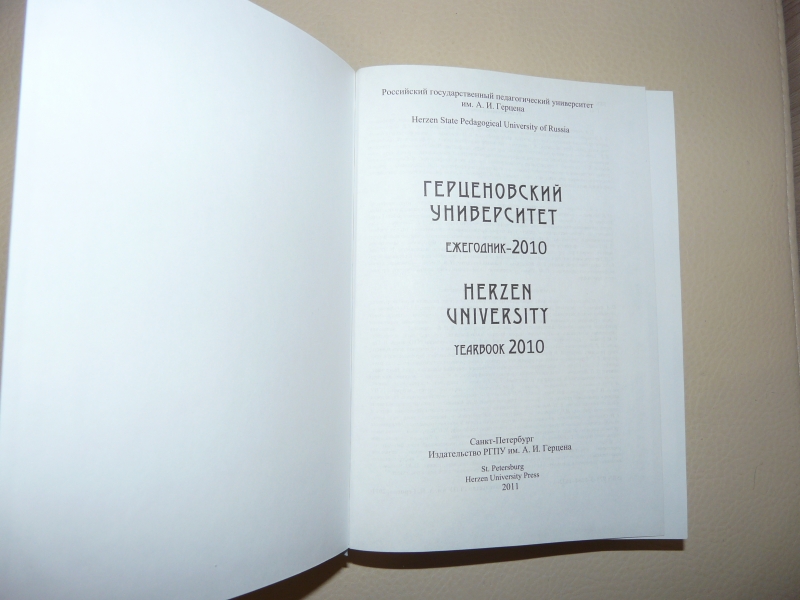 Российский государственный педагогический университет
им. А. И. Герцена
Herzen State Pedagogical University of Russia
ГЕРЦЕНОВСКИЙ
УНИВЕРСИТЕТ
ЕЖЕГОДНИК–2010
HERZEN
UNIVERSITY
YEARBOOK 2010
Санкт-Петербург
Издательство РГПУ им. А. И. Герцена
St. Petersburg
Herzen University Press
2011